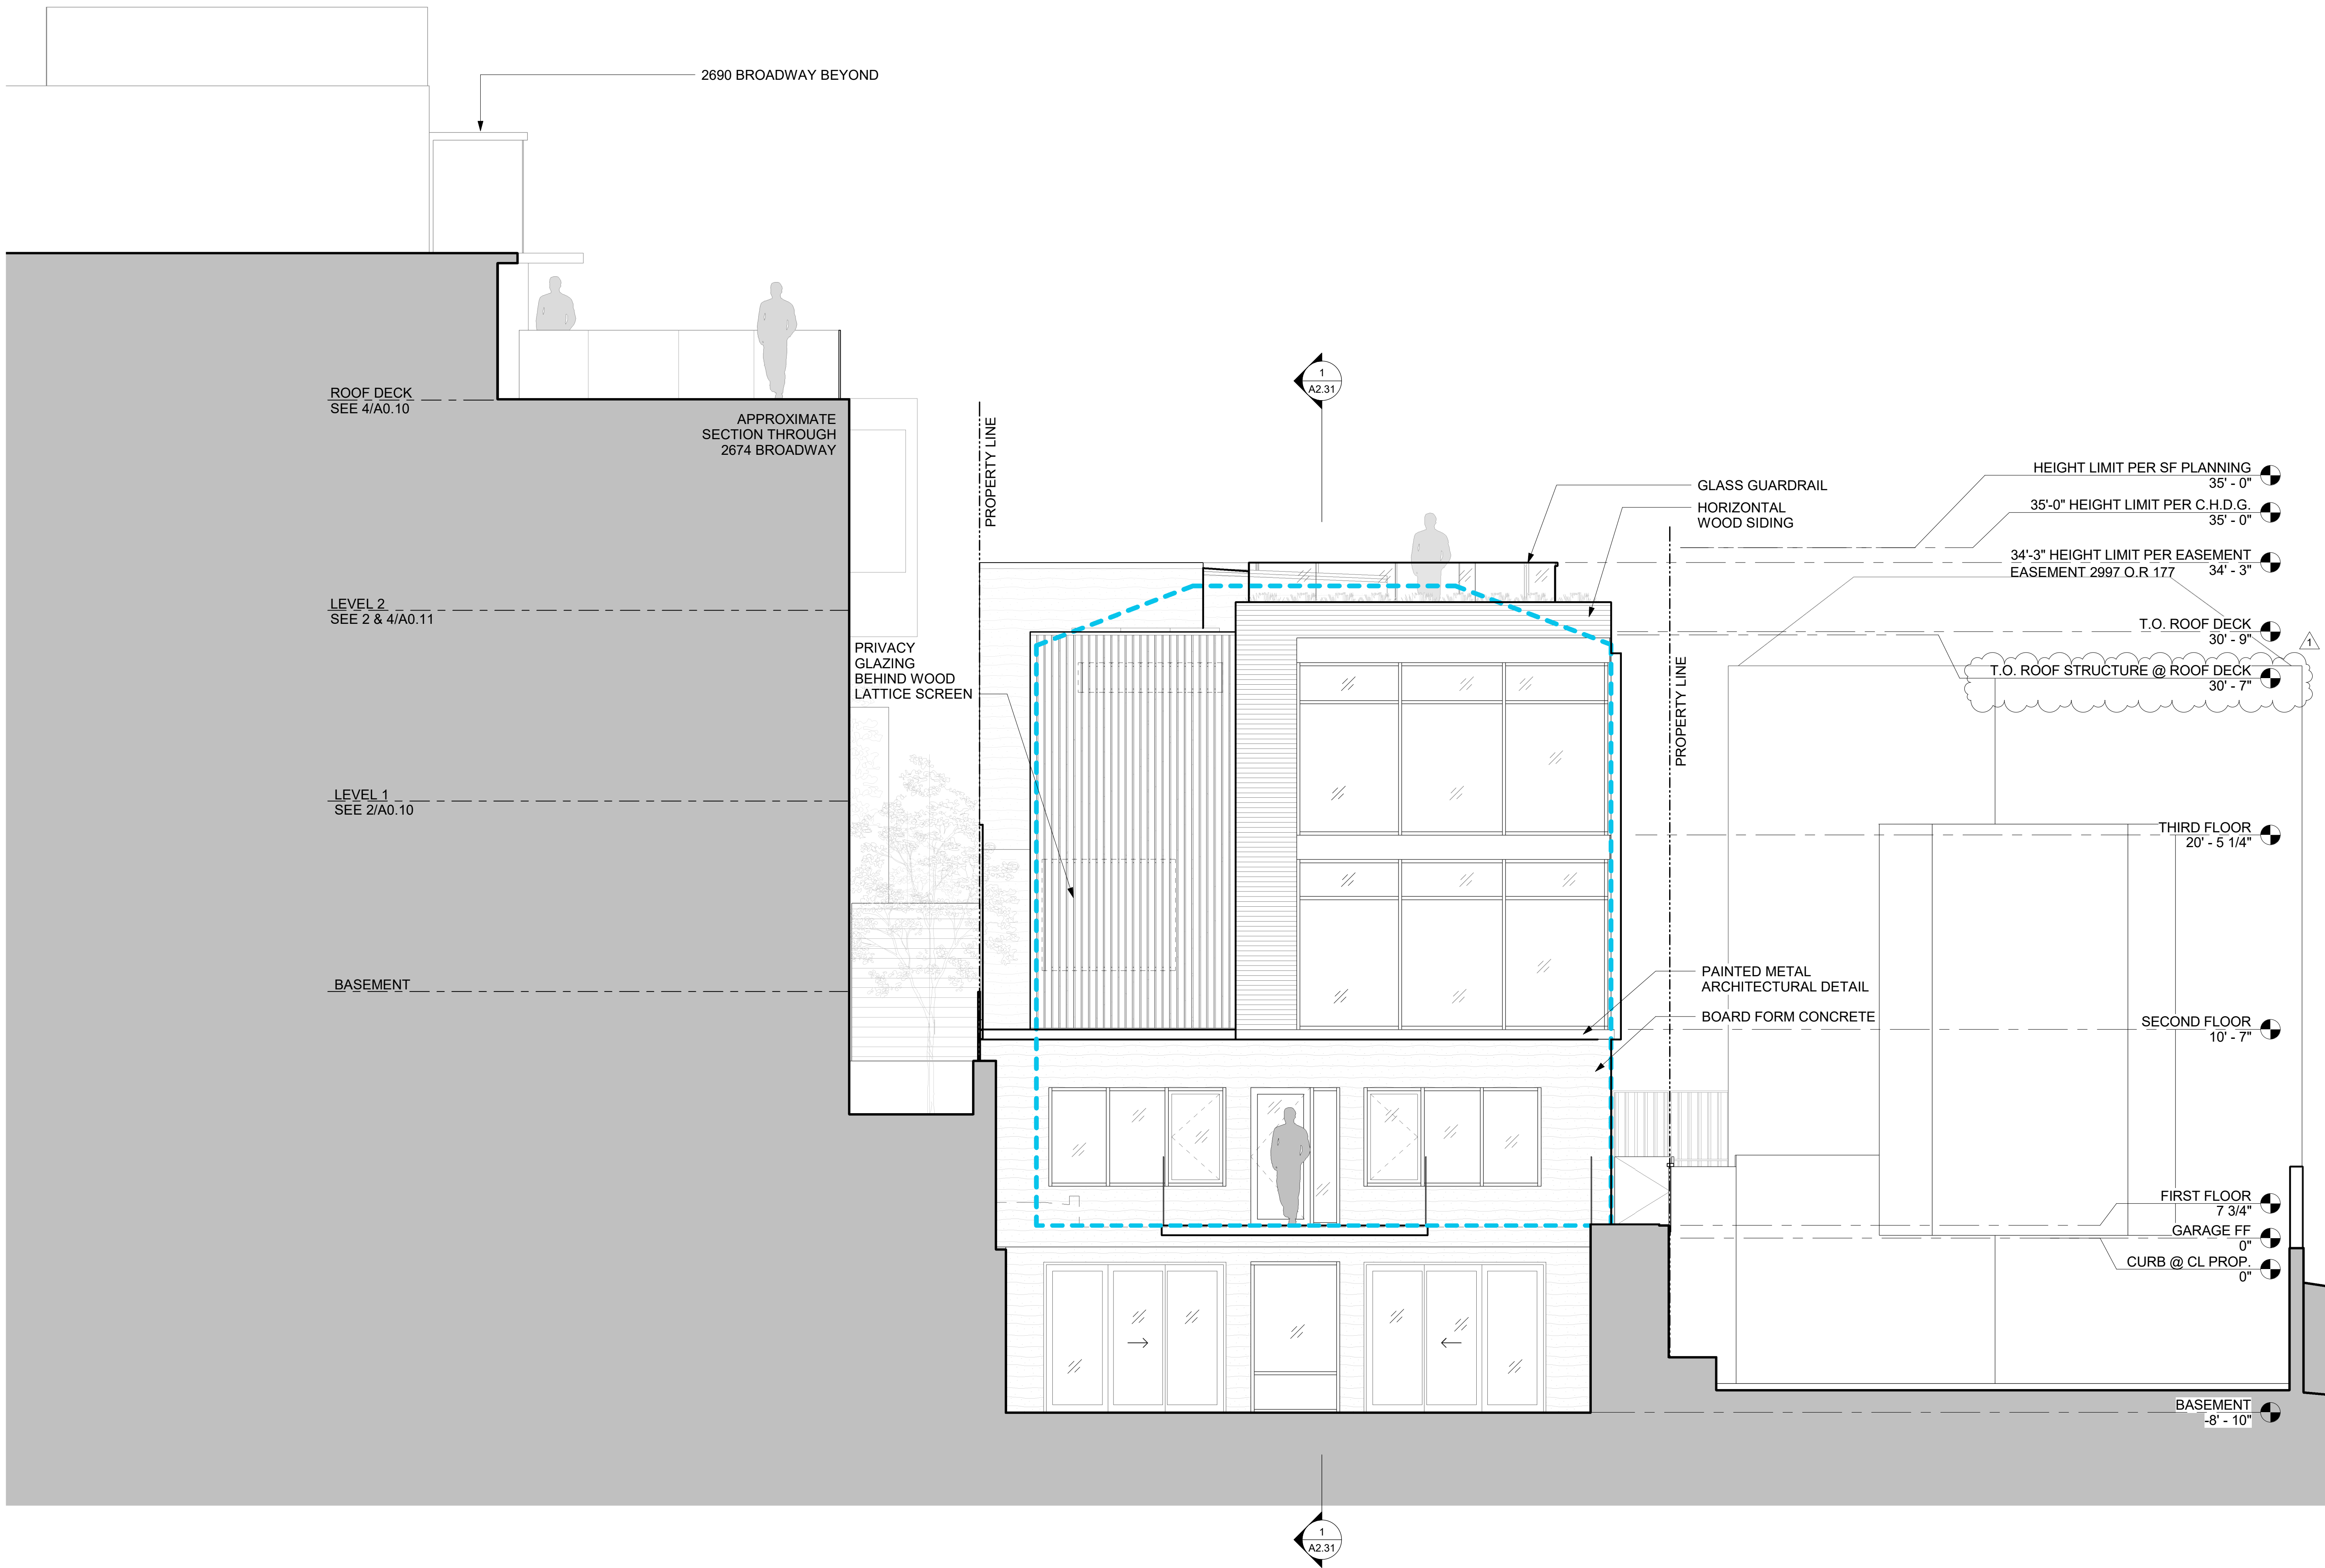 2690 BROADWAY BEYOND
ROOF DECK
SEE 4/A0.10
APPROXIMATE
SECTION THROUGH
2674 BROADWAY
LEVEL 2
SEE 2 & 4/A0.11
LEVEL 1
SEE 2/A0.10
BASEMENT
PRIVACY
GLAZING
BEHIND WOOD
LATTICE SCREEN
PROPERTY LINE
1
A2.31
GLASS GUARDRAIL
HORIZONTAL
WOOD SIDING
PROPERTY LINE
PAINTED METAL
ARCHITECTURAL DETAIL
BOARD FORM CONCRETE
HEIGHT LIMIT PER SF PLANNING
35' - 0"
35'-0" HEIGHT LIMIT PER C.H.D.G.
35' - 0"
34'-3" HEIGHT LIMIT PER EASEMENT
EASEMENT 2997 O.R 177
34' - 3"
T.O. ROOF DECK
30' - 9"
1
T.O. ROOF STRUCTURE @ ROOF DECK
30' - 7"
THIRD FLOOR
20' - 5 1/4"
SECOND FLOOR
10' - 7"
FIRST FLOOR
7 3/4"
GARAGE FF
0"
CURB @ CL PROP.
0"
BASEMENT
-8' - 10"
1
A2.31